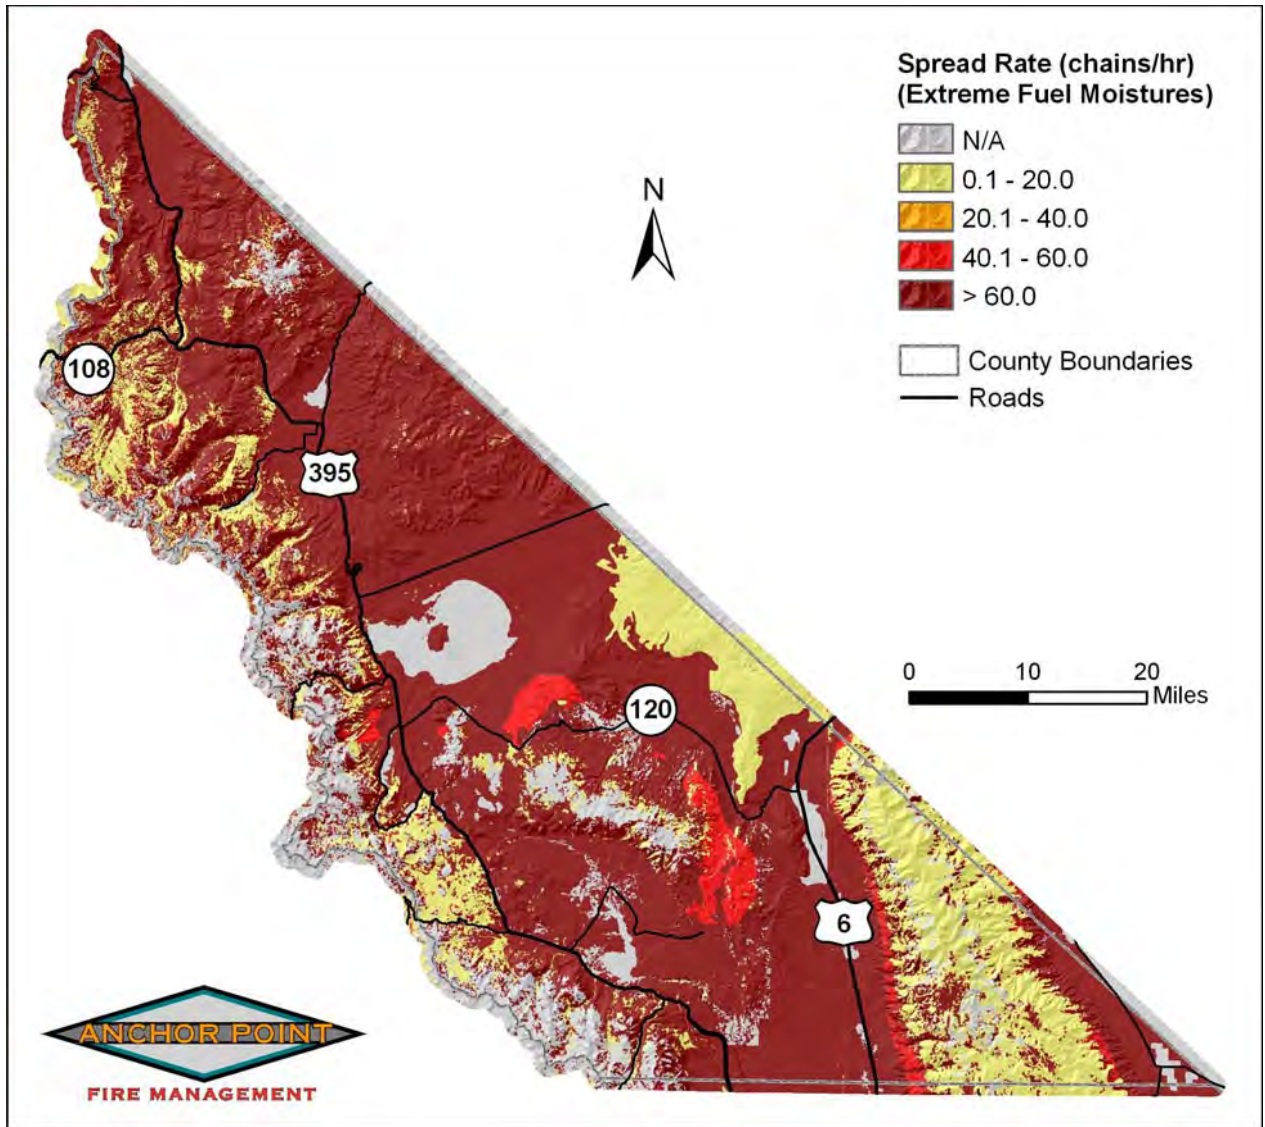 Spread Rate (chains/hr)
(Extreme Fuel Moistures)
N/A
0.1 - 20.0
20.1 - 40.0
40.1 - 60.0
> 60.0
County Boundaries
Roads
N
108
395
120
6
0 10 20
Miles
ANCHOR POINT
FIRE MANAGEMENT